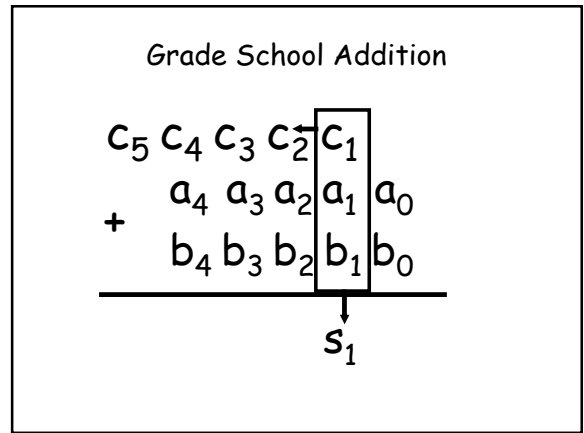 Grade School Addition
c₅ c₄ c₃ c₂ c₁
a₄ a₃ a₂ a₁ a₀
+
b₄ b₃ b₂ b₁ b₀
s₁